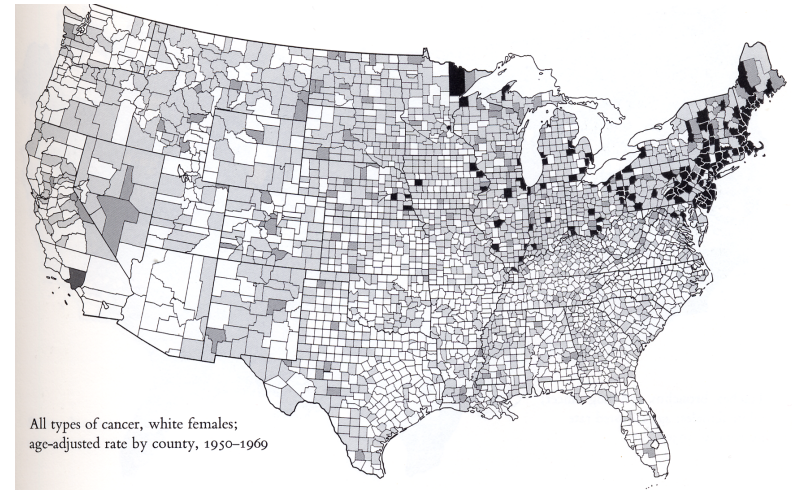 All types of cancer, white females;
age-adjusted rate by county, 1950–1969